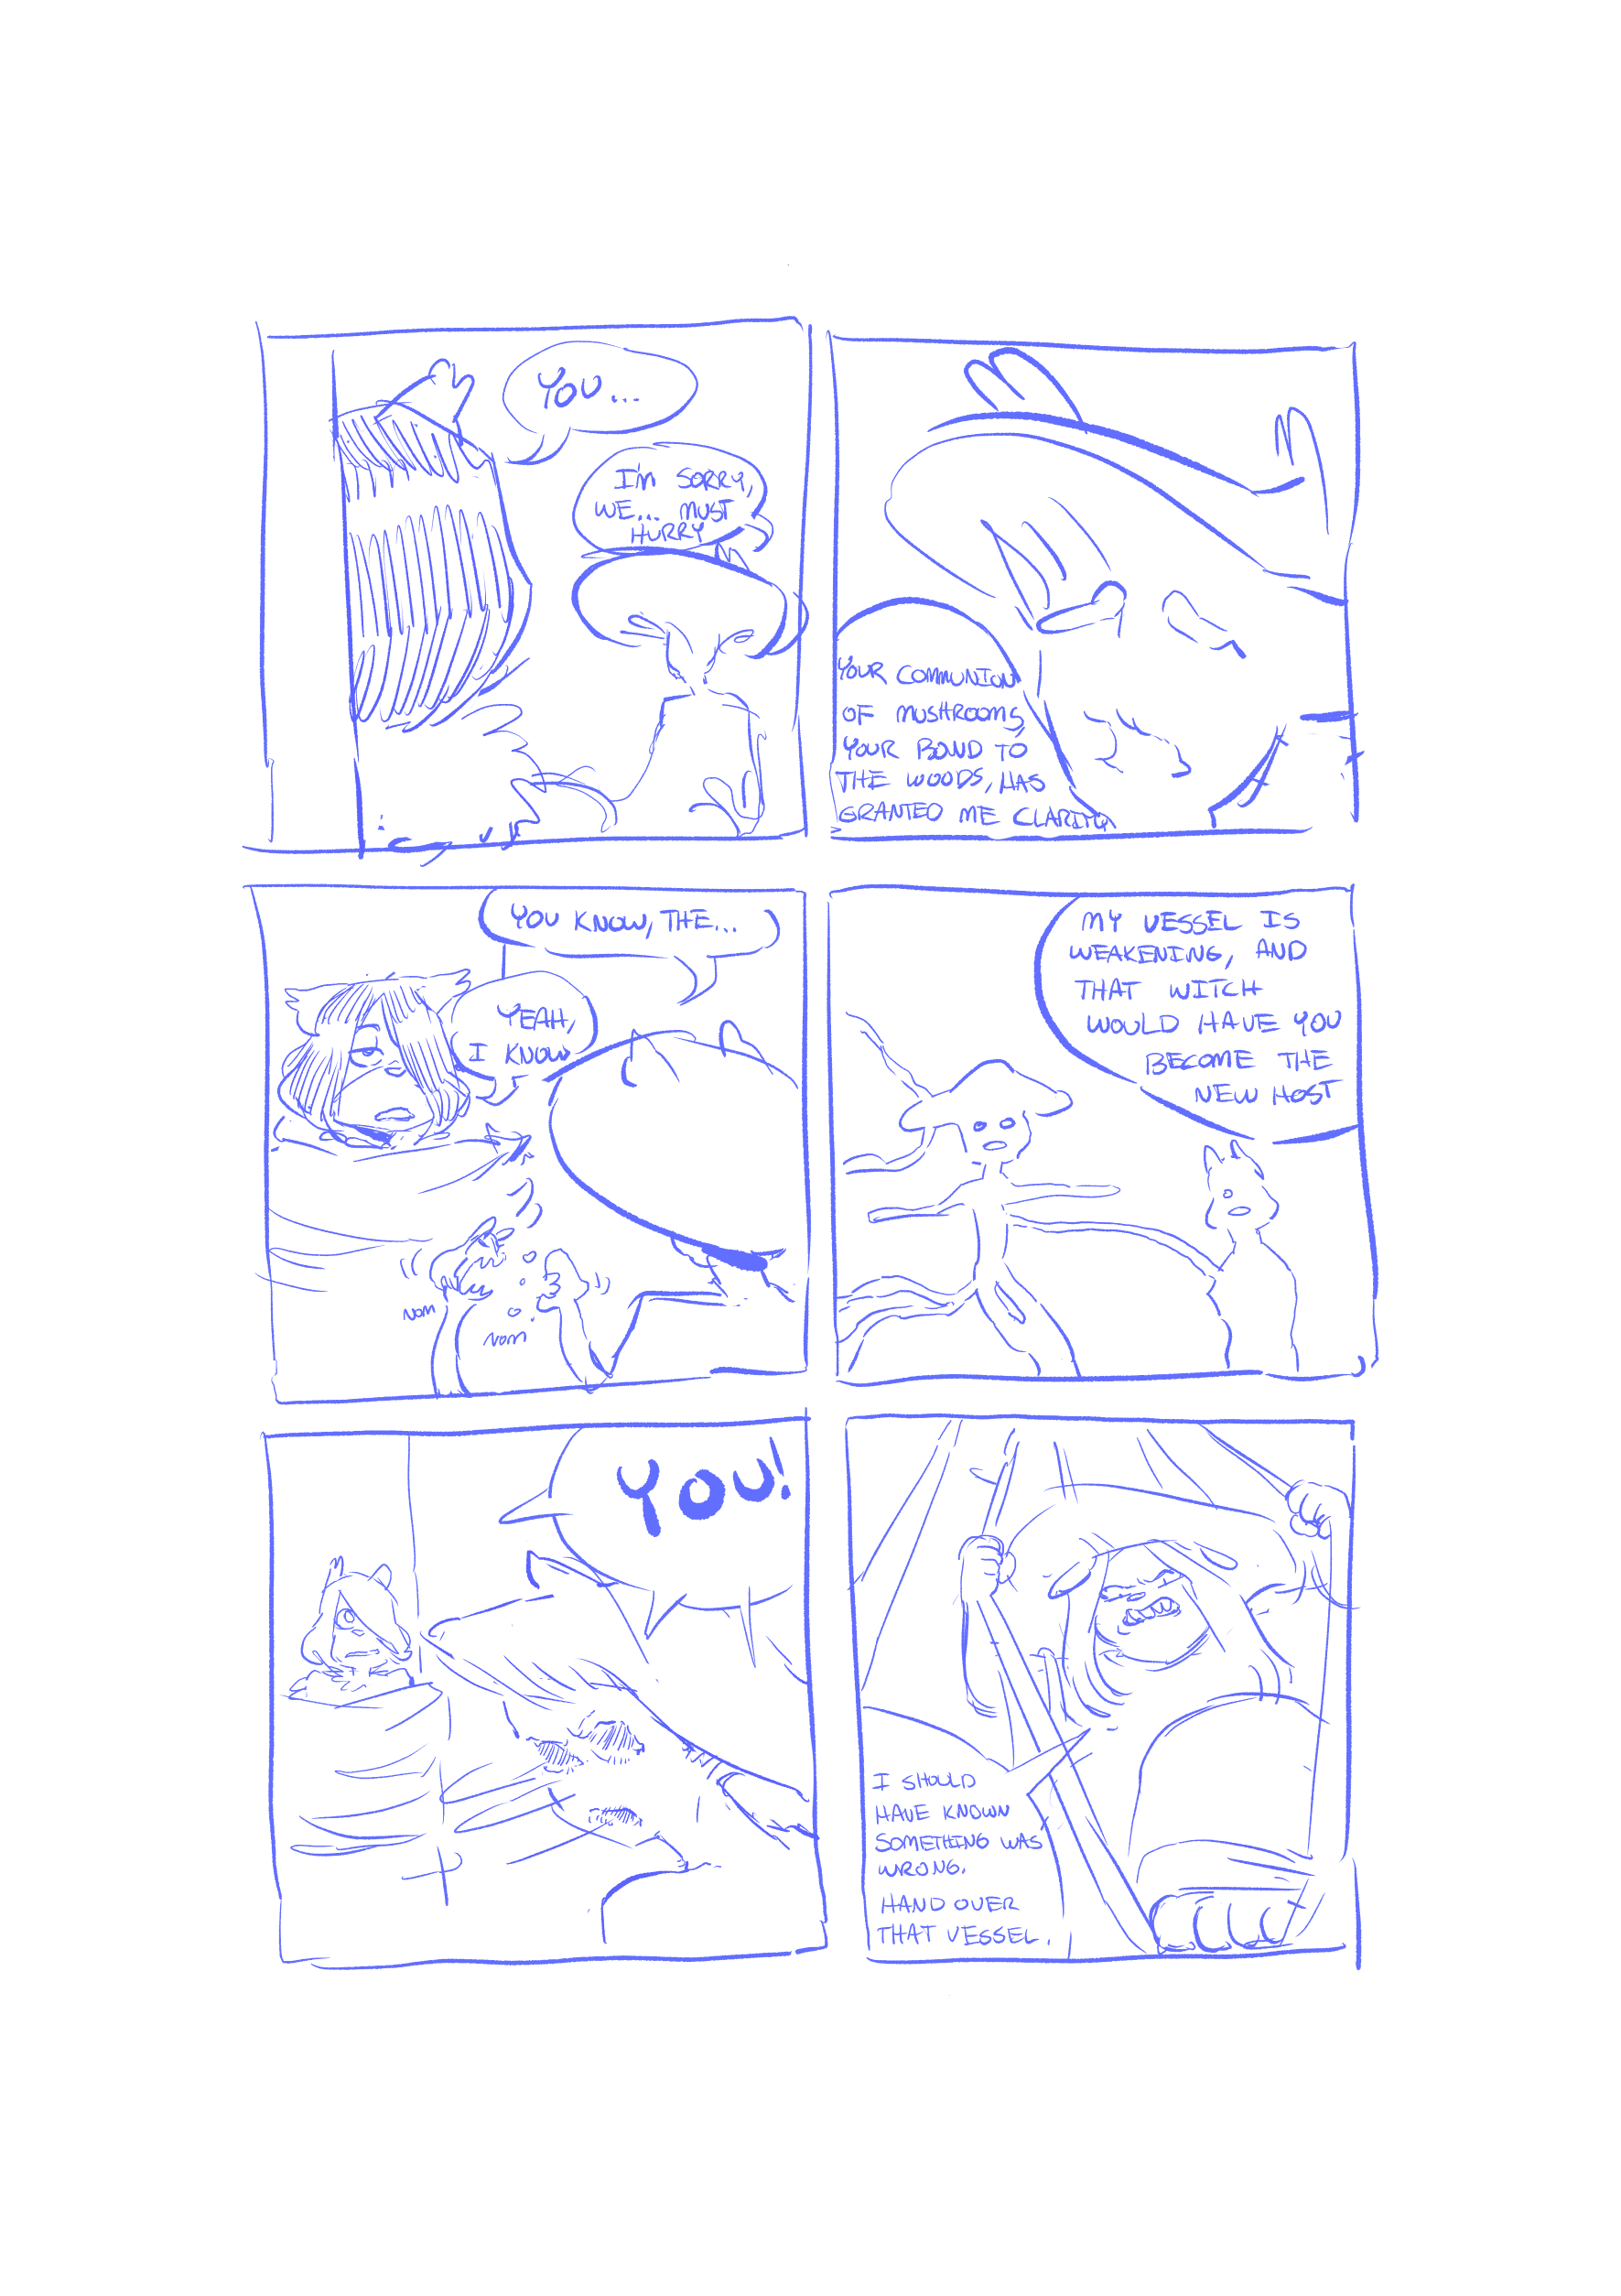 YOU...
I'M SORRY,
WE... MUST
HURRY
YOUR COMMUNION
OF MUSHROOMS,
YOUR BOND TO
THE WOODS, HAS
GRANTED ME CLARITY
YOU KNOW, THE...
YEAH,
I KNOW
NOM
NOM
MY VESSEL IS
WEAKENING, AND
THAT WITCH
WOULD HAVE YOU
BECOME THE
NEW HOST
YOU!
I SHOULD
HAVE KNOWN
SOMETHING WAS
WRONG.
HAND OVER
THAT VESSEL.